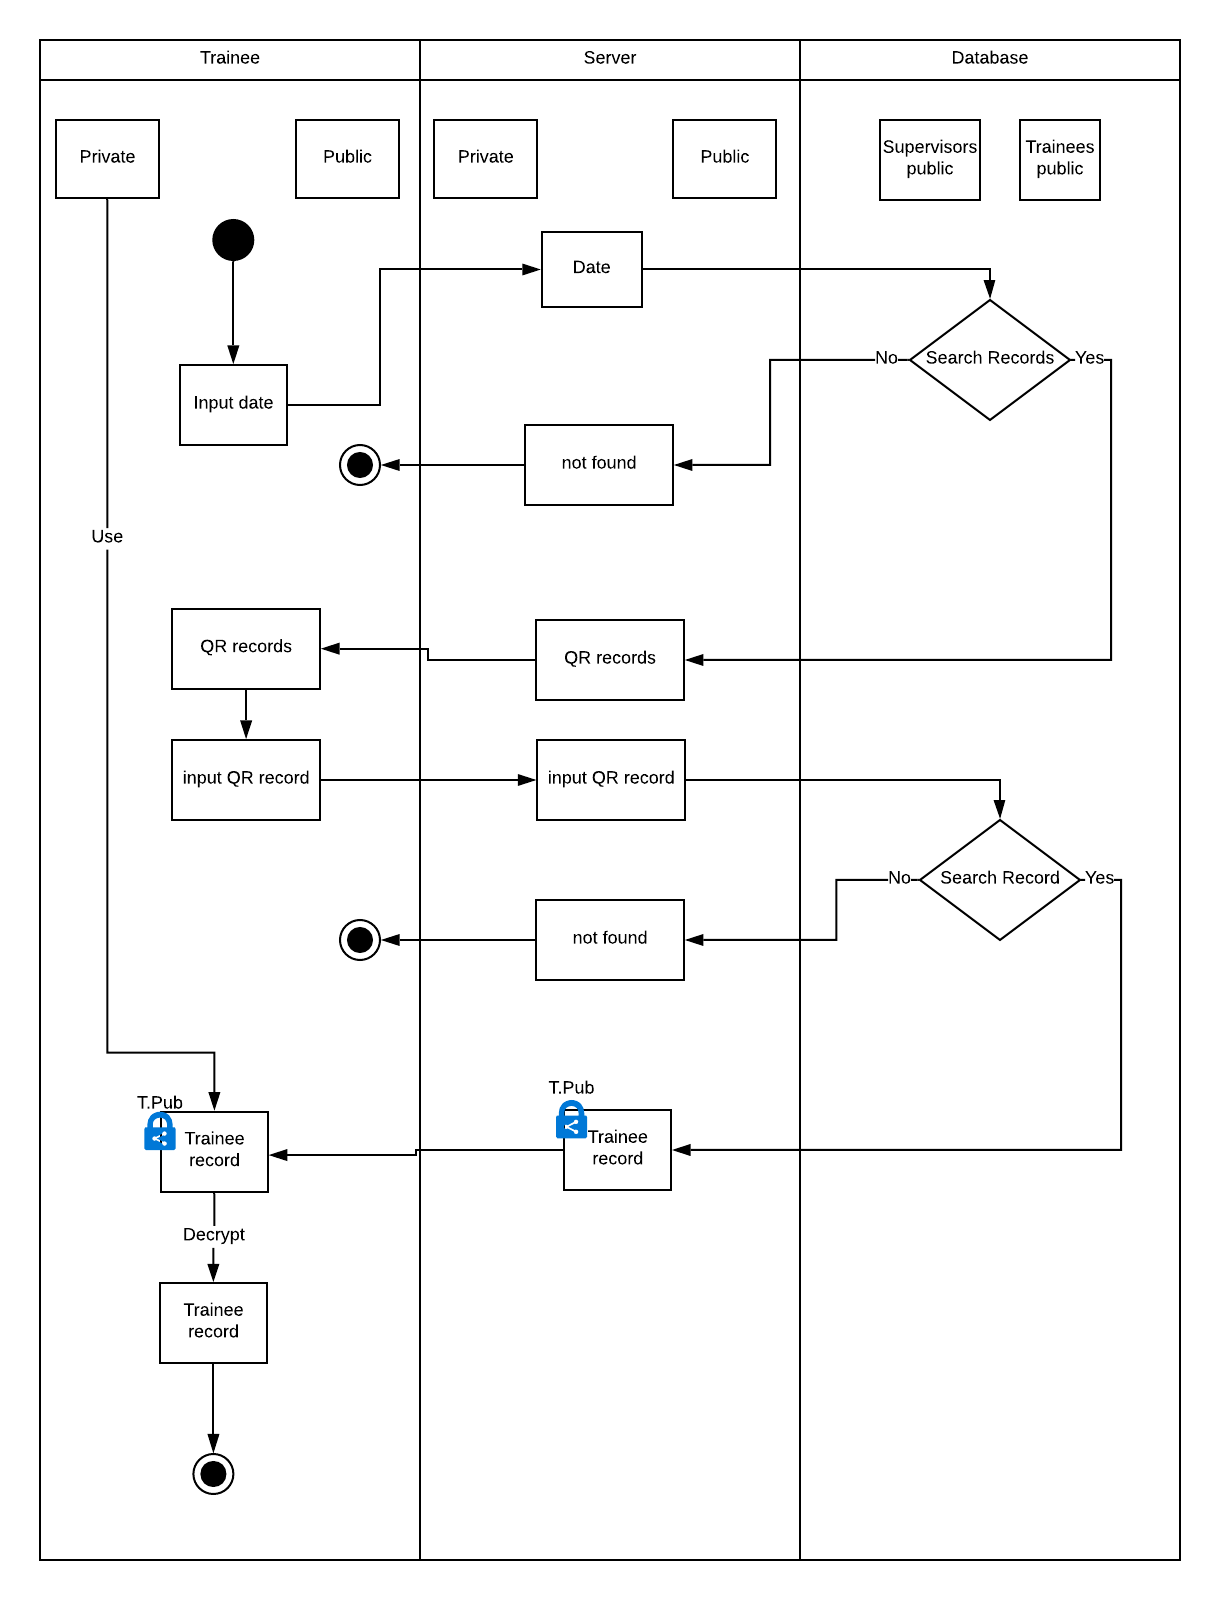 Trainee
Server
Database
Private
Public
Private
Public
Supervisors
public
Trainees
public
Date
Input date
No
Search Records
Yes
not found
Use
QR records
QR records
input QR record
input QR record
No
Search Record
Yes
not found
T.Pub
Trainee
record
T.Pub
Trainee
record
Decrypt
Trainee
record